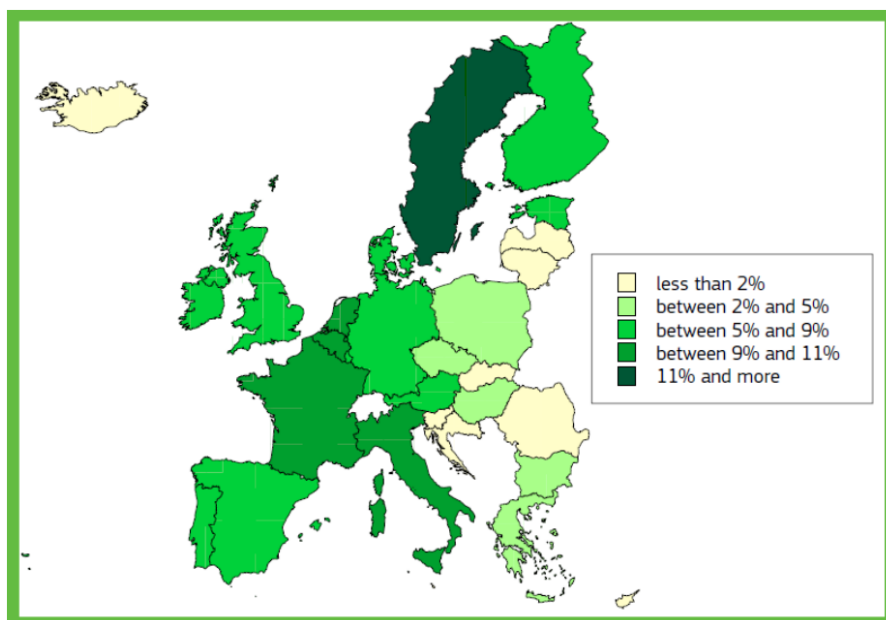 less than 2%
between 2% and 5%
between 5% and 9%
between 9% and 11%
11% and more